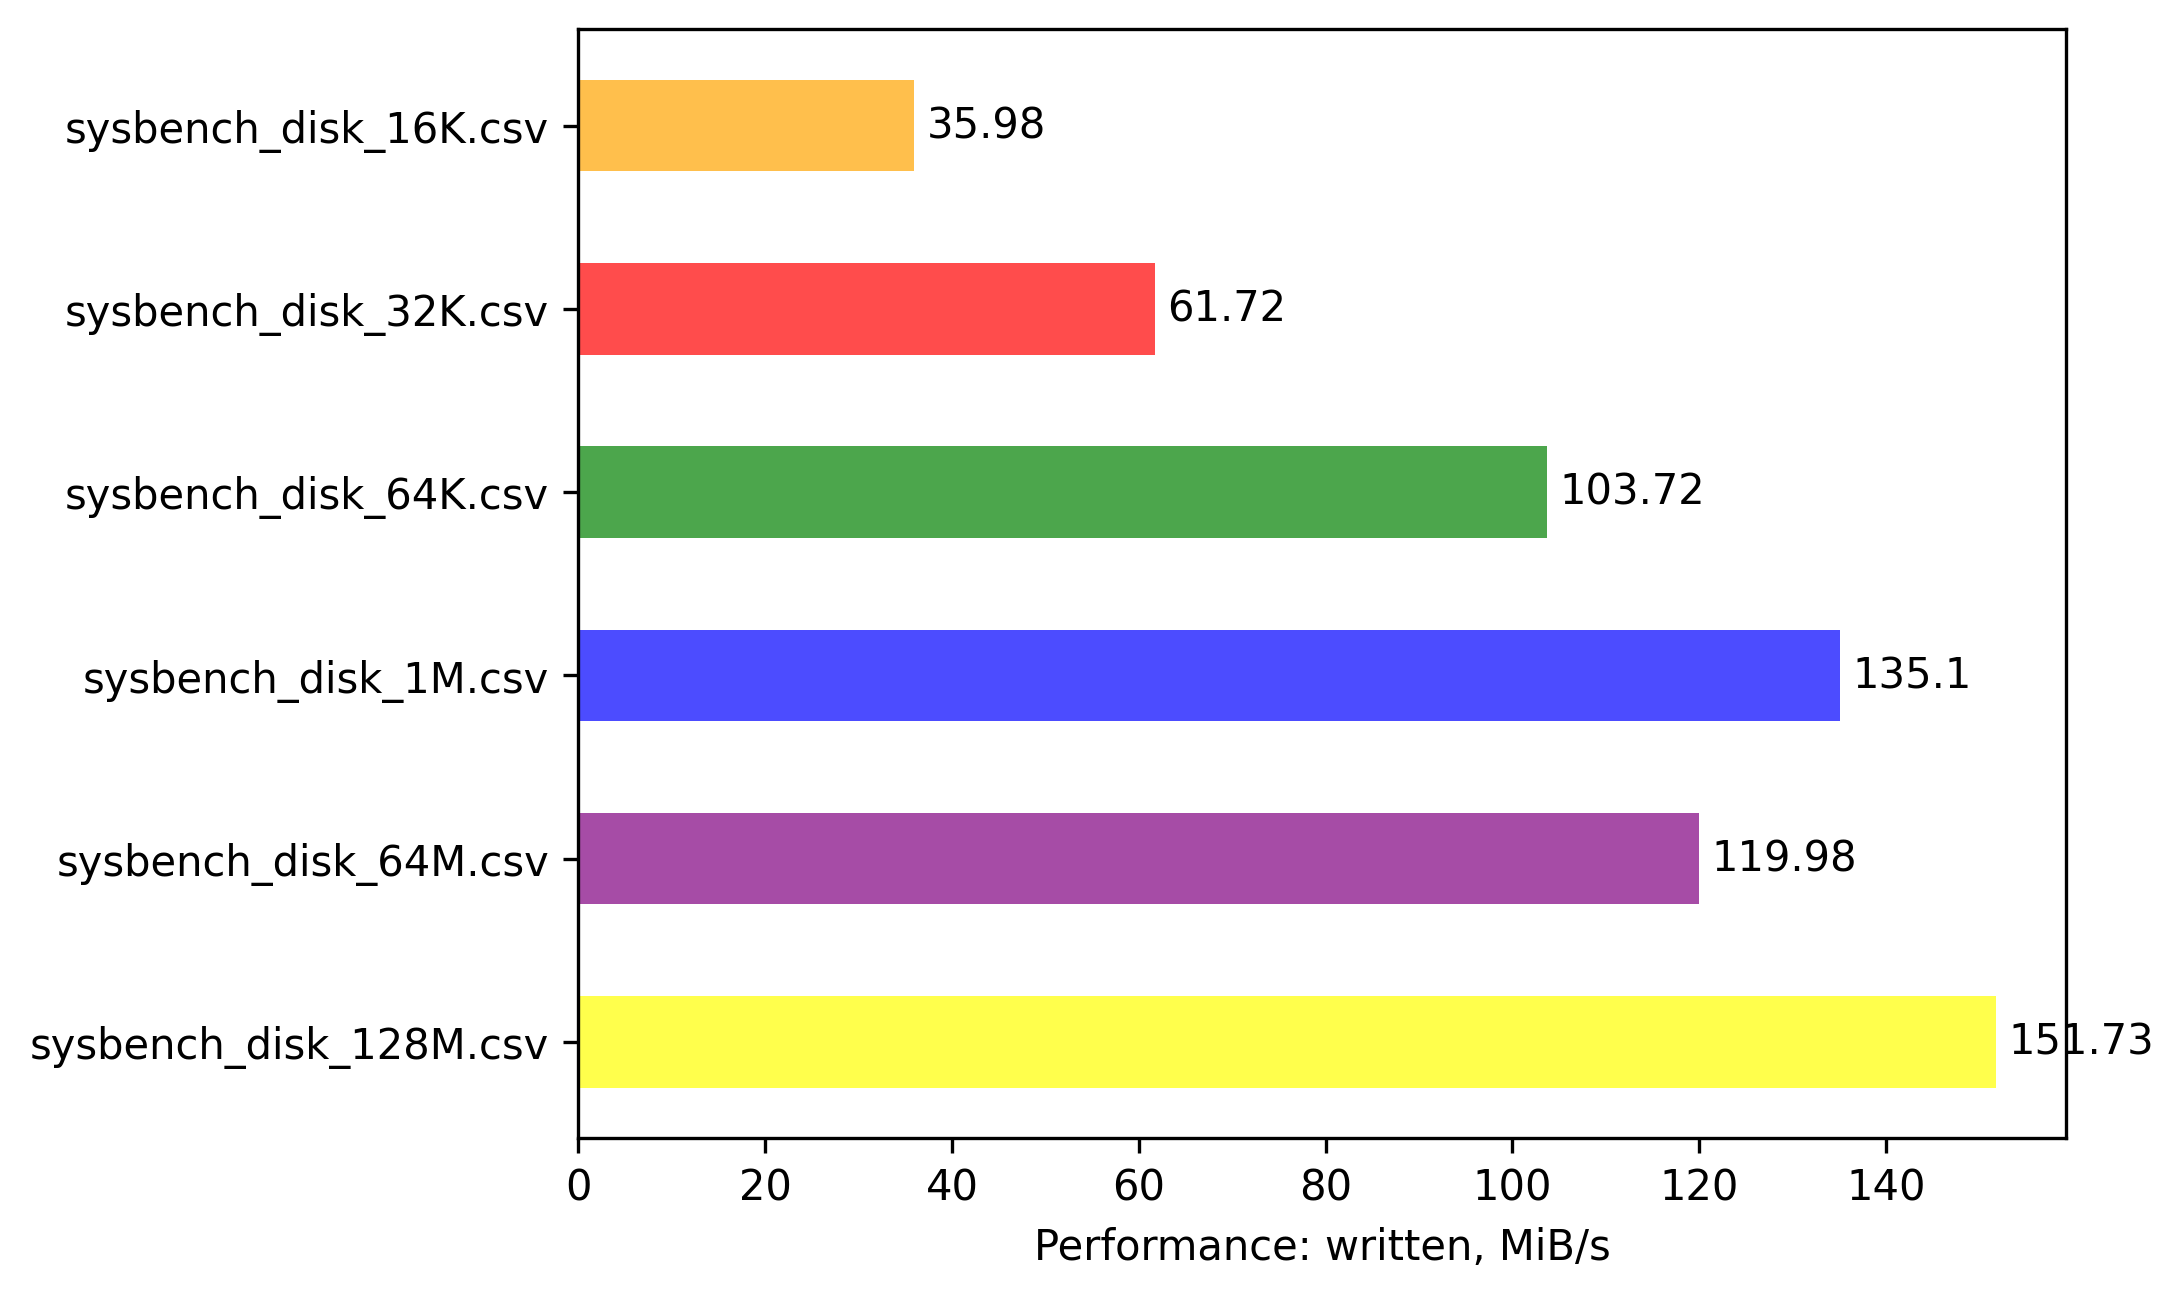 sysbench_disk_16K.csv 35.98
sysbench_disk_32K.csv 61.72
sysbench_disk_64K.csv 103.72
sysbench_disk_1M.csv 135.1
sysbench_disk_64M.csv 119.98
sysbench_disk_128M.csv 151.73
0 20 40 60 80 100 120 140
Performance: written, MiB/s